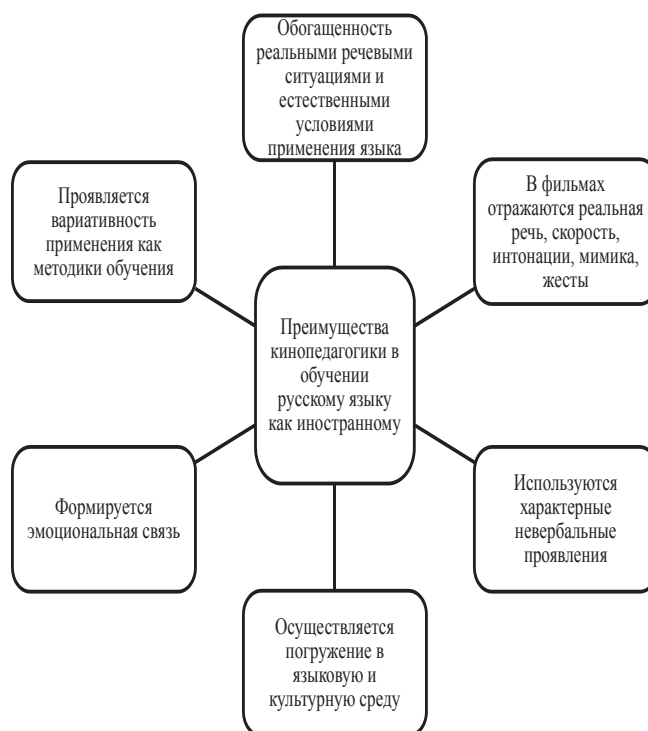 Обогащенность
реальными речевыми
ситуациями и
естественными
условиями
применения языка
Проявляется
вариативность
применения как
методики обучения
В фильмах
отражаются реальная
речь, скорость,
интонации, мимика,
жесты
Преимущества
кинопедагогики в
обучении
русскому языку
как иностранному
Формируется
эмоциональная связь
Используются
характерные
невербальные
проявления
Осуществляется
погружение в
языковую и
культурную среду